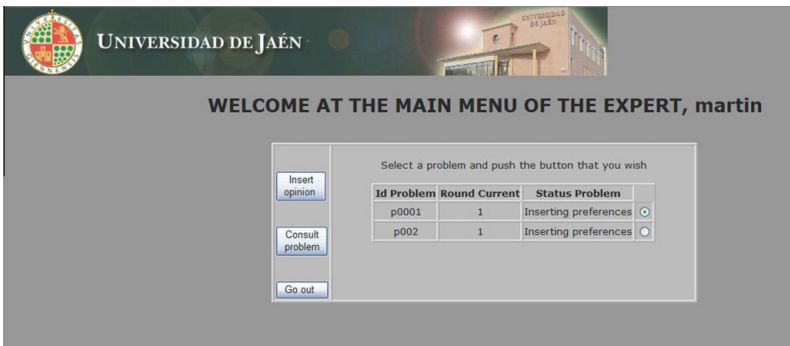 UNIVERSIDAD DE JAÉN
UNIVERSIDAD
DE JAÉN
WELCOME AT THE MAIN MENU OF THE EXPERT, martin
Select a problem and push the button that you wish
Insert
opinion
Id Problem Round Current Status Problem
p0001 1 Inserting preferences
Consult
problem
p002 1 Inserting preferences
Go out